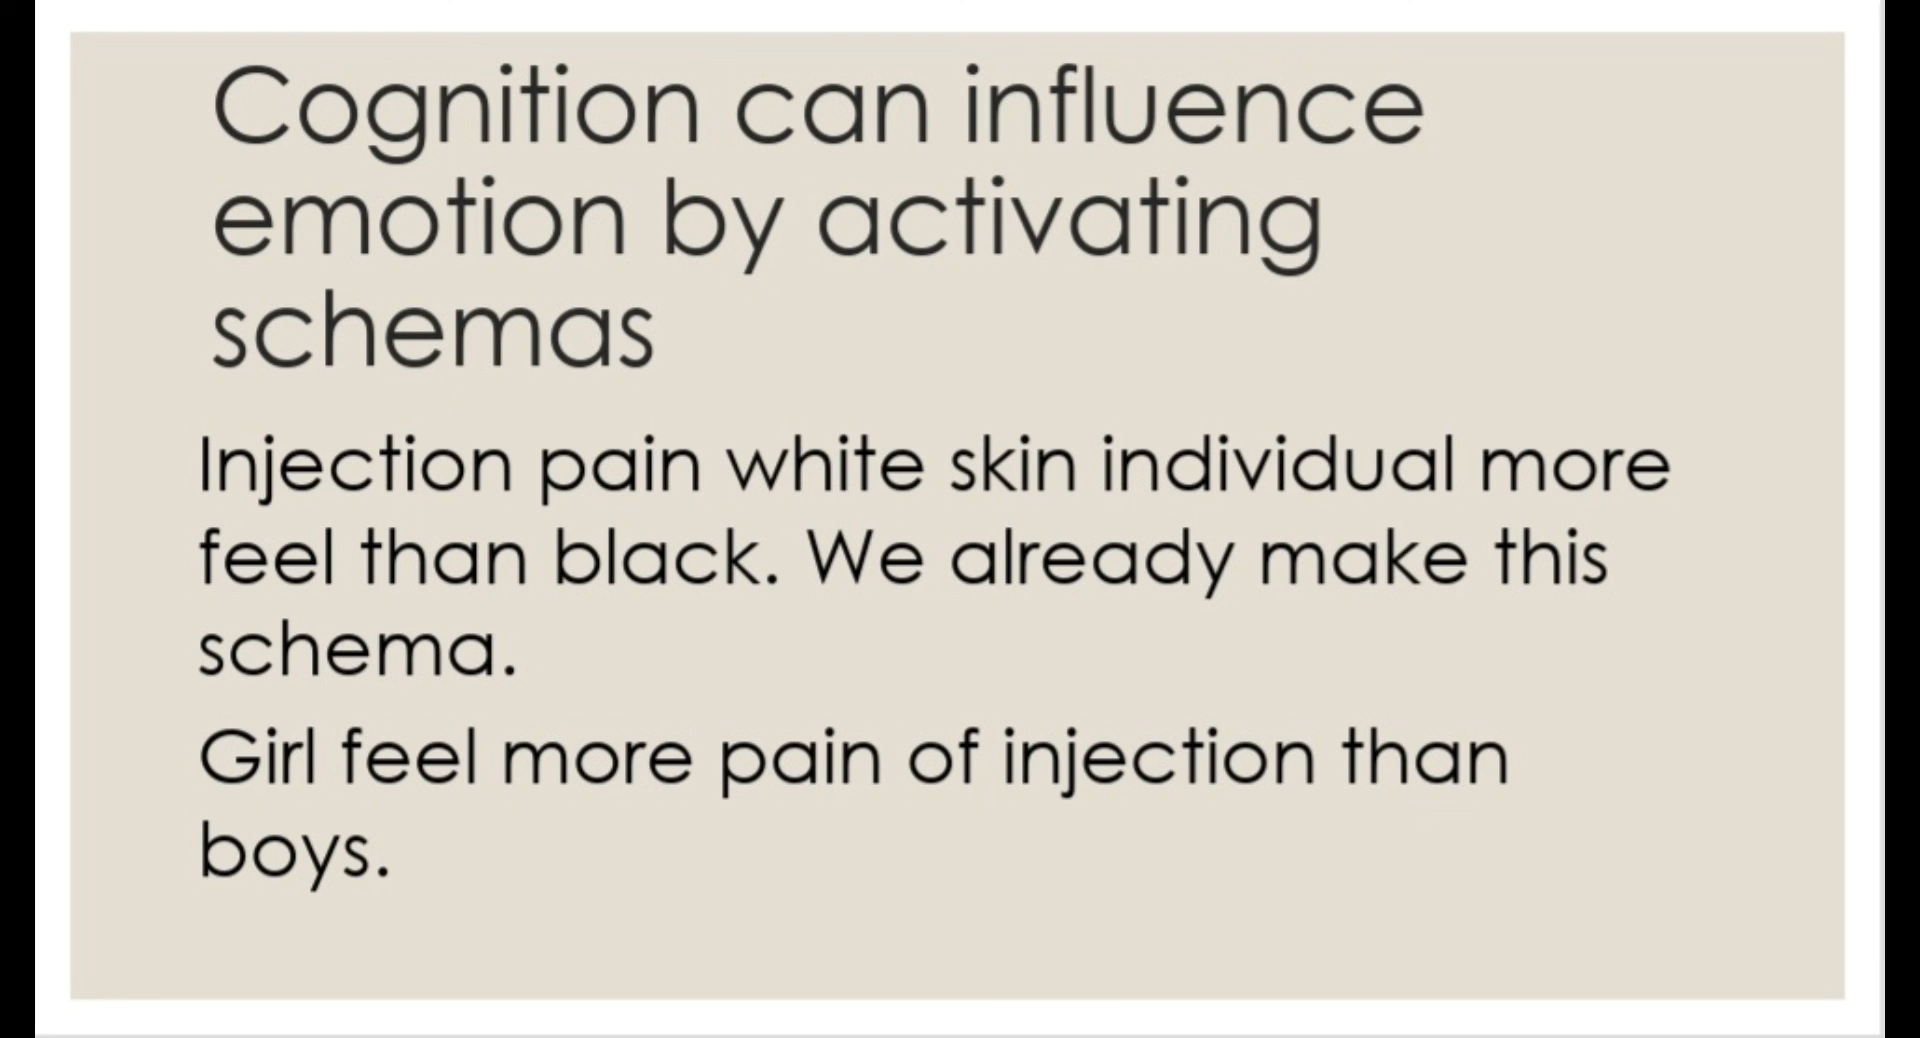 Cognition can influence
emotion by activating
schemas
Injection pain white skin individual more
feel than black. We already make this
schema.
Girl feel more pain of injection than
boys.